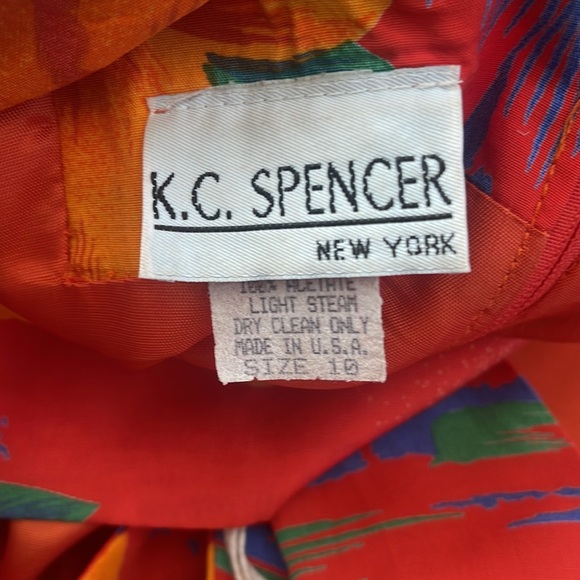 K.C. SPENCER
NEW YORK
100% ACETATE
LIGHT STEAM
DRY CLEAN ONLY
MADE IN U.S.A.
SIZE 10